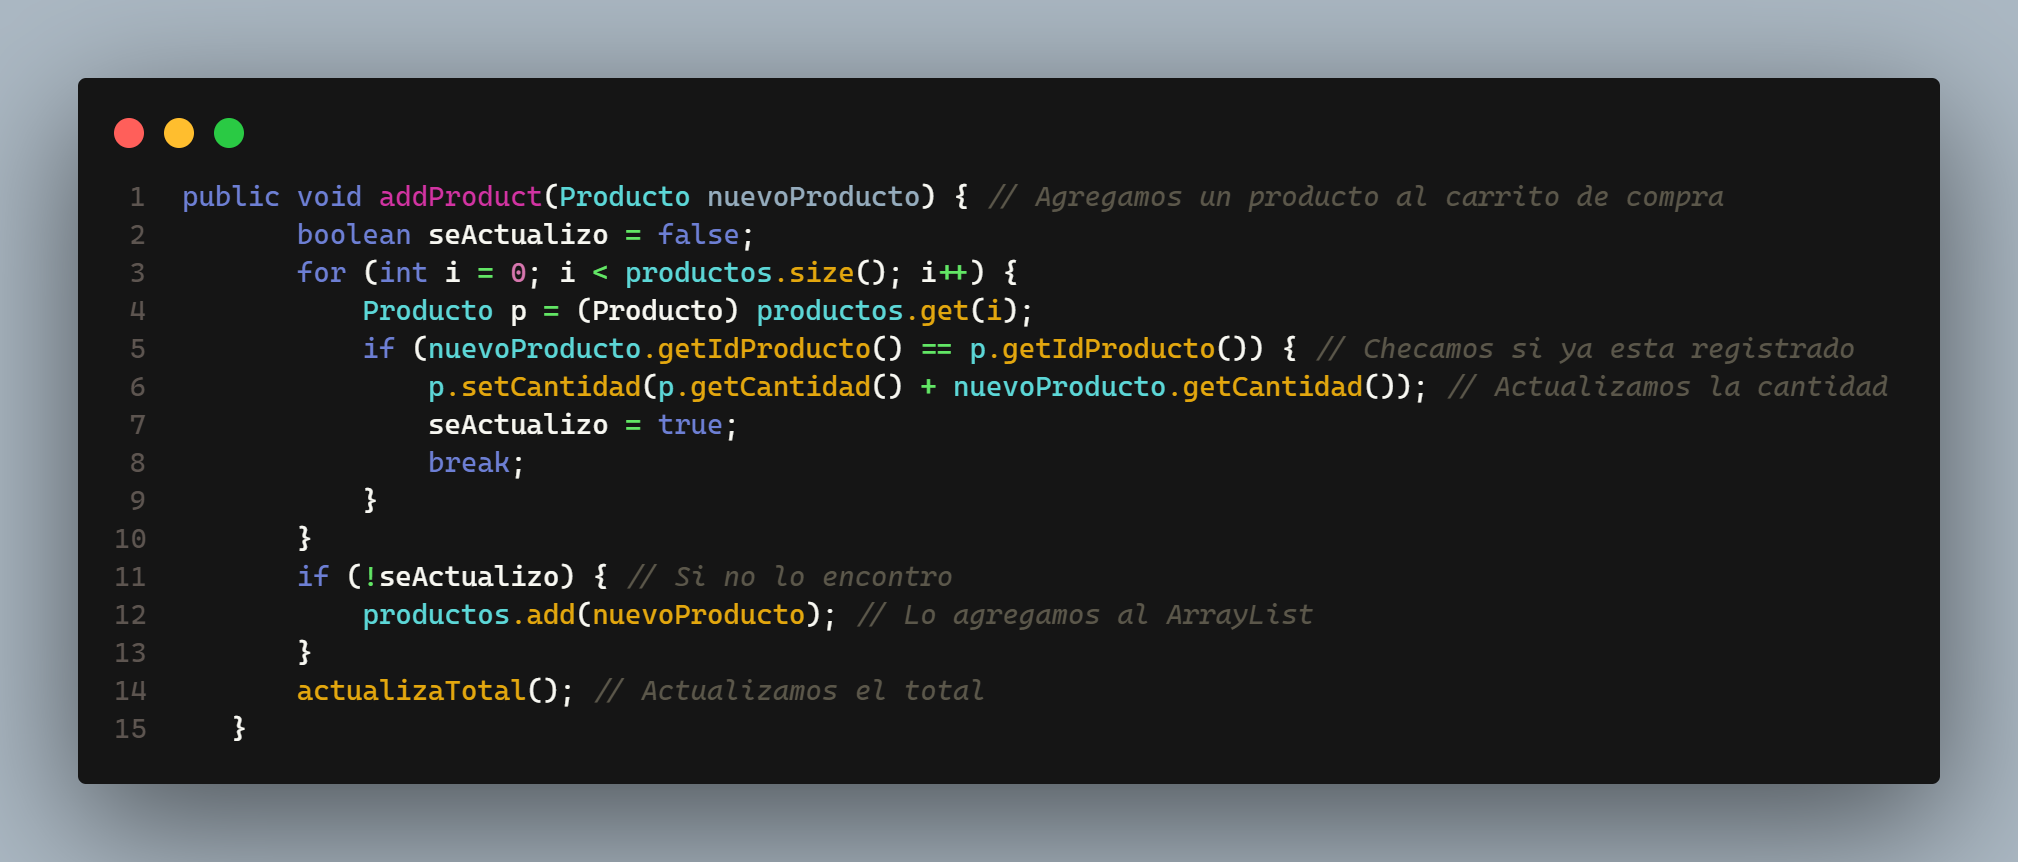 1 public void addProduct(Producto nuevoProducto) { // Agregamos un producto al carrito de compra
2 boolean seActualizo = false;
3 for (int i = 0; i < productos.size(); i++) {
4 Producto p = (Producto) productos.get(i);
5 if (nuevoProducto.getIdProducto() == p.getIdProducto()) { // Checamos si ya esta registrado
6 p.setCantidad(p.getCantidad() + nuevoProducto.getCantidad()); // Actualizamos la cantidad
7 seActualizo = true;
8 break;
9 }
10 }
11 if (!seActualizo) { // Si no lo encontro
12 productos.add(nuevoProducto); // Lo agregamos al ArrayList
13 }
14 actualizaTotal(); // Actualizamos el total
15 }